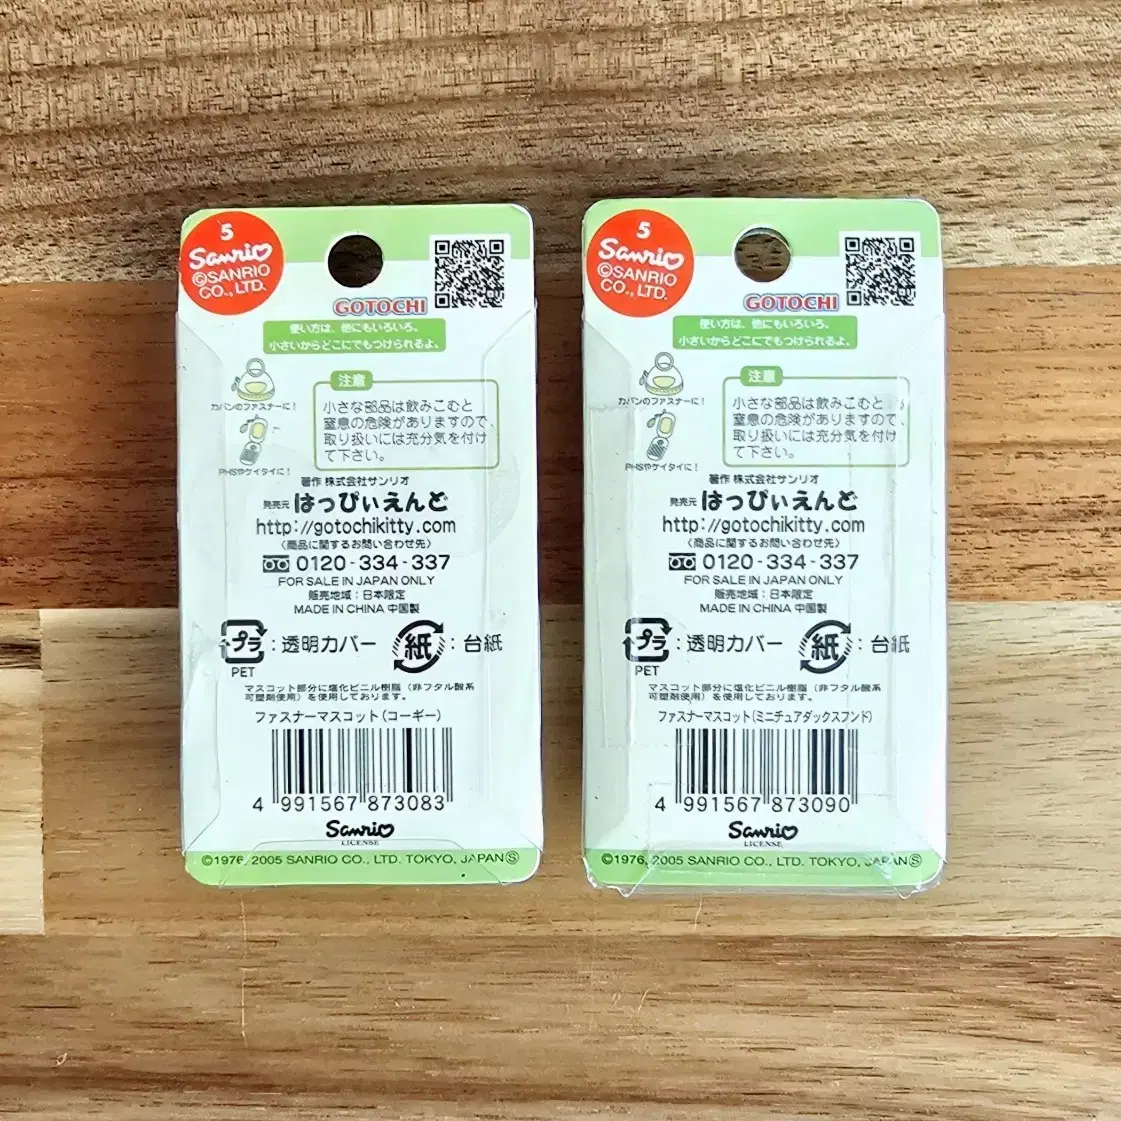 5
Sanrio
©SANRIO
CO., LTD.
GOTOCHI
使い方は、他にもいろいろ。
小さいからどこにでもつけられるよ。
カバンのファスナーに！
PHSやケイタイに！
注意
小さな部品は飲みこむと
窒息の危険がありますので、
取り扱いには充分気を付け
て下さい。
著作 株式会社サンリオ
発売元 はっぴぃえんど
http://gotochikitty.com
〈商品に関するお問い合わせ先〉
0120-334-337
FOR SALE IN JAPAN ONLY
販売地域：日本限定
MADE IN CHINA 中国製
プラ：透明カバー 紙：台紙
PET
マスコット部分に塩化ビニル樹脂（非フタル酸系
可塑剤使用）を使用しております。
ファスナーマスコット（コーギー）
4 991567 873083
Sanrio
LICENSE
©1976, 2005 SANRIO CO., LTD. TOKYO, JAPAN Ⓢ
5
Sanrio
©SANRIO
CO., LTD.
GOTOCHI
使い方は、他にもいろいろ。
小さいからどこにでもつけられるよ。
カバンのファスナーに！
PHSやケイタイに！
注意
小さな部品は飲みこむと
窒息の危険がありますので、
取り扱いには充分気を付け
て下さい。
著作 株式会社サンリオ
発売元 はっぴぃえんど
http://gotochikitty.com
〈商品に関するお問い合わせ先〉
0120-334-337
FOR SALE IN JAPAN ONLY
販売地域：日本限定
MADE IN CHINA 中国製
プラ：透明カバー 紙：台紙
PET
マスコット部分に塩化ビニル樹脂（非フタル酸系
可塑剤使用）を使用しております。
ファスナーマスコット（ミニチュアダックスフンド）
4 991567 873090
Sanrio
LICENSE
©1976, 2005 SANRIO CO., LTD. TOKYO, JAPAN Ⓢ